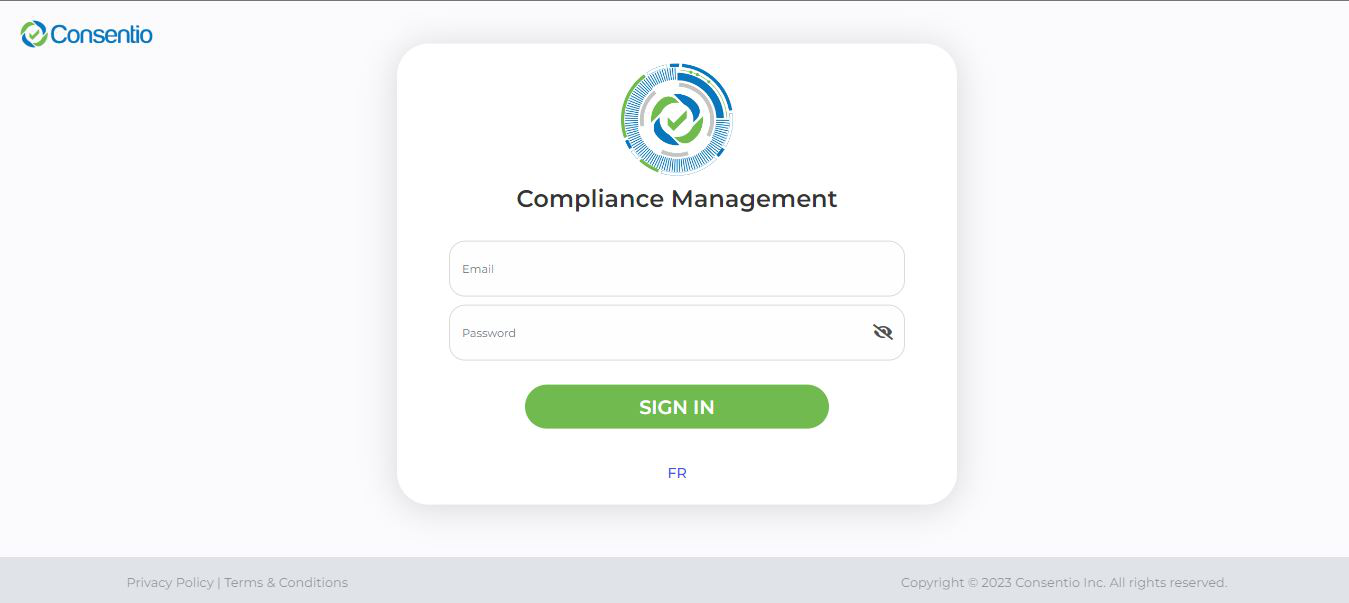 Consentio
Compliance Management
Email
Password
SIGN IN
FR
Privacy Policy | Terms & Conditions
Copyright © 2023 Consentio Inc. All rights reserved.